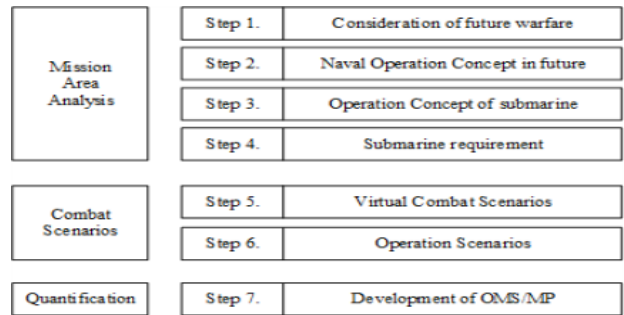 Mission
Area
Analysis
Step 1. Consideration of future warfare
Step 2. Naval Operation Concept in future
Step 3. Operation Concept of submarine
Step 4. Submarine requirement
Combat
Scenarios
Step 5. Virtual Combat Scenarios
Step 6. Operation Scenarios
Quantification
Step 7. Development of OMS/MP